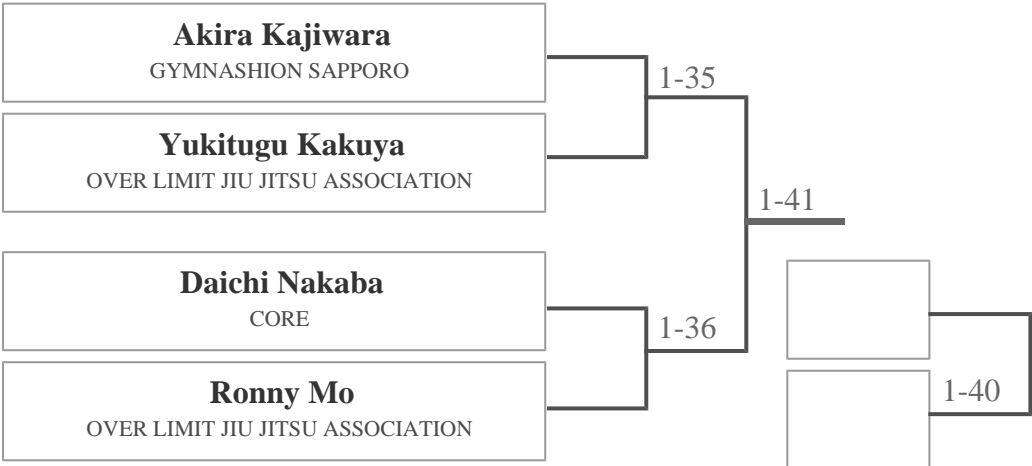 Akira Kajiwara
GYMNASHION SAPPORO
1-35
Yukitugu Kakuya
OVER LIMIT JIU JITSU ASSOCIATION
1-41
Daichi Nakaba
CORE
1-36
Ronny Mo
OVER LIMIT JIU JITSU ASSOCIATION
1-40